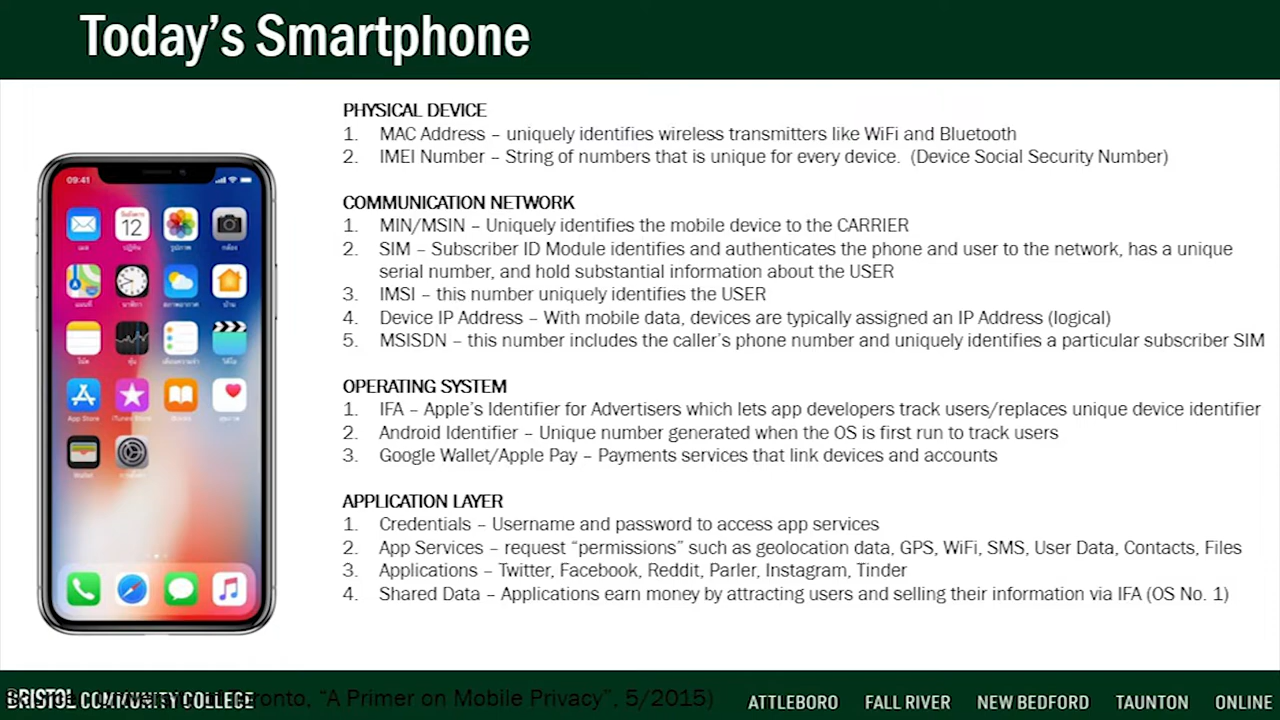 Today's Smartphone
PHYSICAL DEVICE
1. MAC Address – uniquely identifies wireless transmitters like WiFi and Bluetooth
2. IMEI Number – String of numbers that is unique for every device. (Device Social Security Number)
COMMUNICATION NETWORK
1. MIN/MSIN – Uniquely identifies the mobile device to the CARRIER
2. SIM – Subscriber ID Module identifies and authenticates the phone and user to the network, has a unique
serial number, and hold substantial information about the USER
3. IMSI – this number uniquely identifies the USER
4. Device IP Address – With mobile data, devices are typically assigned an IP Address (logical)
5. MSISDN – this number includes the caller's phone number and uniquely identifies a particular subscriber SIM
OPERATING SYSTEM
1. IFA – Apple's Identifier for Advertisers which lets app developers track users/replaces unique device identifier
2. Android Identifier – Unique number generated when the OS is first run to track users
3. Google Wallet/Apple Pay – Payments services that link devices and accounts
APPLICATION LAYER
1. Credentials – Username and password to access app services
2. App Services – request “permissions” such as geolocation data, GPS, WiFi, SMS, User Data, Contacts, Files
3. Applications – Twitter, Facebook, Reddit, Parler, Instagram, Tinder
4. Shared Data – Applications earn money by attracting users and selling their information via IFA (OS No. 1)
09:41
12
App Store
iTunes Store
Books
Wallet
BRISTOL COMMUNITY COLLEGE
“A Primer on Mobile Privacy”, 5/2015)
ATTLEBORO FALL RIVER NEW BEDFORD TAUNTON ONLINE